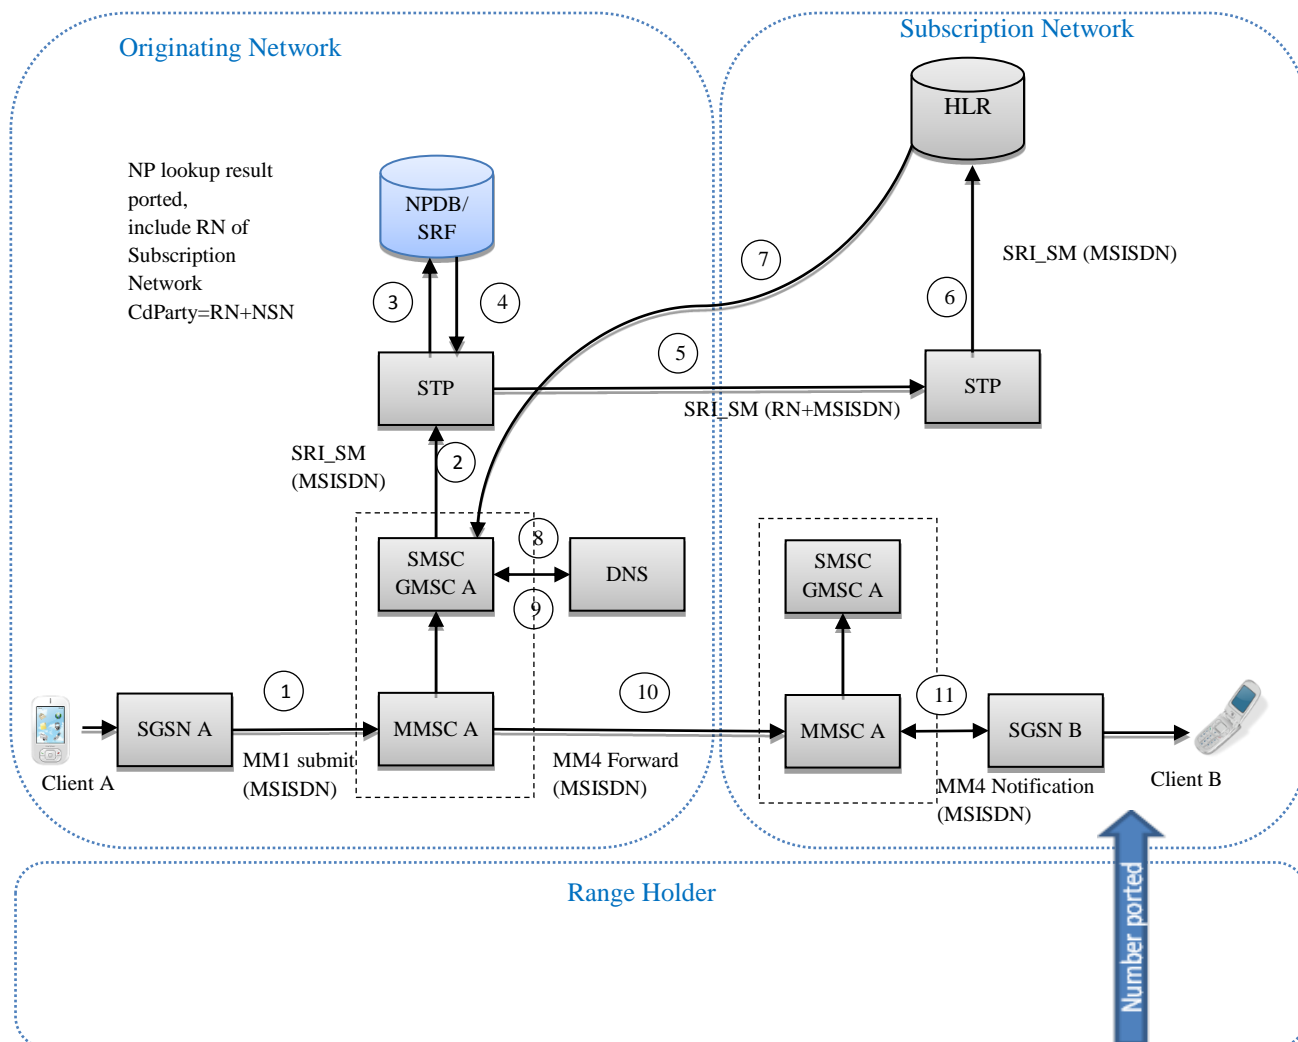 Originating Network
Subscription Network
HLR
NP lookup result
ported,
include RN of
Subscription
Network
CdParty=RN+NSN
NPDB/
SRF
7
SRI_SM (MSISDN)
3
4
6
5
STP
STP
SRI_SM (RN+MSISDN)
SRI_SM
(MSISDN)
2
8
SMSC
GMSC A
DNS
SMSC
GMSC A
9
1
10
11
SGSN A
MMSC A
MMSC A
SGSN B
Client A
MM1 submit
(MSISDN)
MM4 Forward
(MSISDN)
MM4 Notification
(MSISDN)
Client B
Range Holder
Number ported